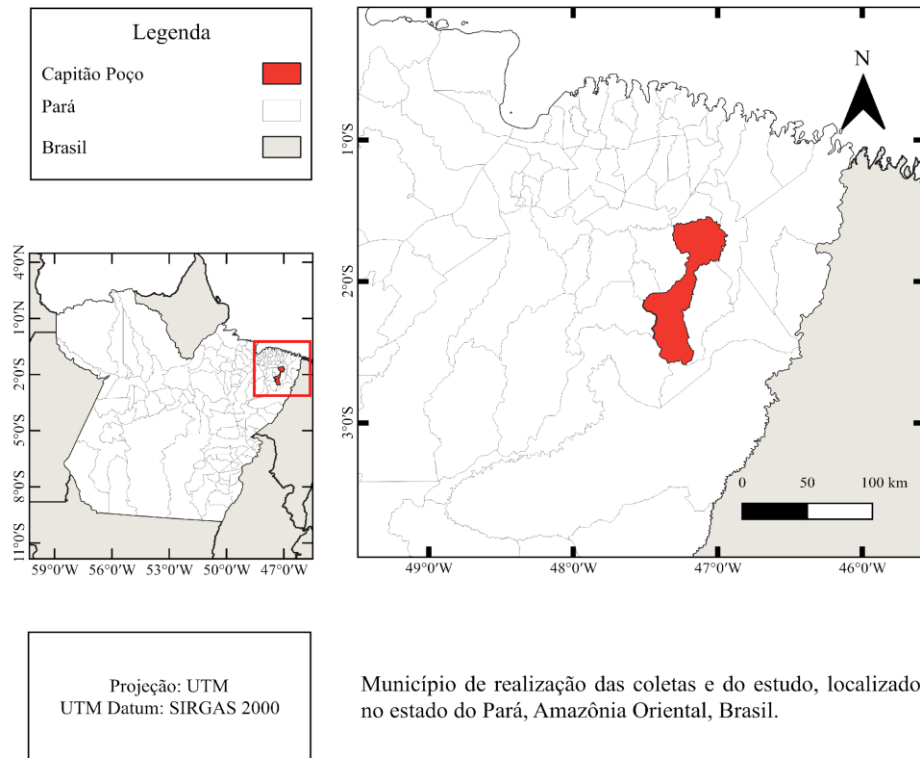 Legenda
Capitão Poço
Pará
Brasil
N
1°0'S
2°0'S
3°0'S
0 50 100 km
49°0'W 48°0'W 47°0'W 46°0'W
4°0'N
1°0'N
2°0'S
5°0'S
8°0'S
11°0'S
59°0'W 56°0'W 53°0'W 50°0'W 47°0'W
Projeção: UTM
UTM Datum: SIRGAS 2000
Município de realização das coletas e do estudo, localizado
no estado do Pará, Amazônia Oriental, Brasil.